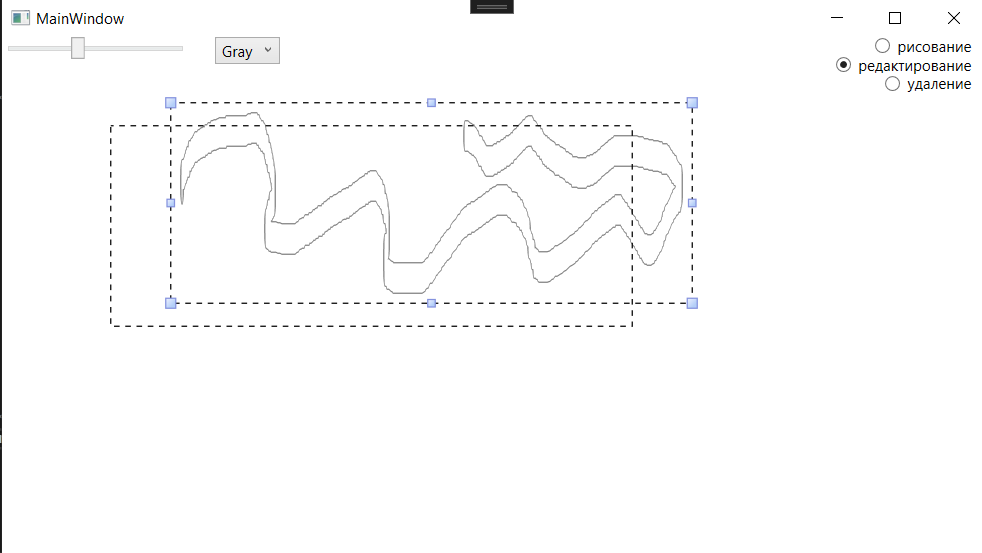 MainWindow
Gray
рисование
редактирование
удаление